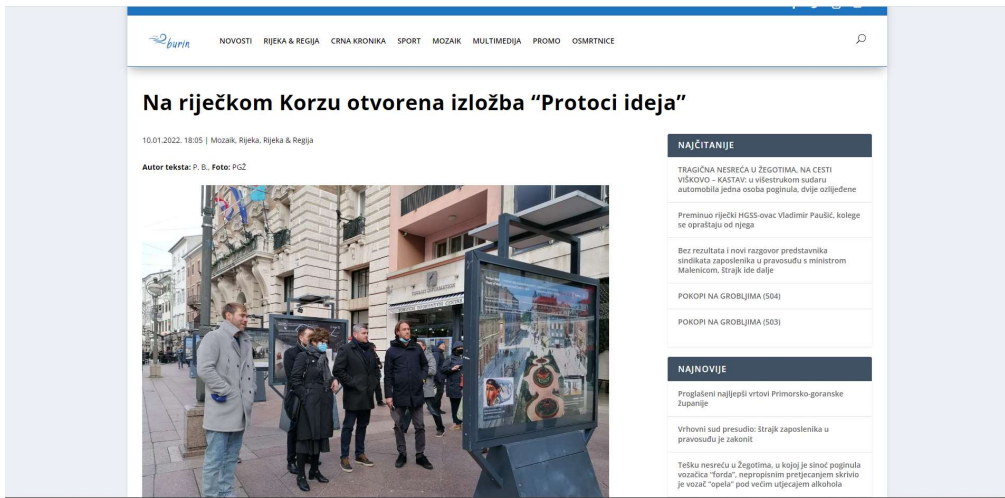 burin
NOVOSTI RIJEKA & REGIJA CRNA KRONIKA SPORT MOZAIK MULTIMEDIJA PROMO OSMRTNICE
Na riječkom Korzu otvorena izložba “Protoci ideja”
10.01.2022. 18:05 | Mozaik, Rijeka, Rijeka & Regija
Autor teksta: P. B., Foto: PGŽ
NAJČITANIJE
TRAGIČNA NESREĆA U ŽEGOTIMA, NA CESTI
VIŠKOVO – KASTAV: u višestrukom sudaru
automobila jedna osoba poginula, dvije ozlijeđene
Preminuo riječki HGSS-ovac Vladimir Paušić, kolege
se opraštaju od njega
Bez rezultata i novi razgovor predstavnika
sindikata zaposlenika u pravosuđu s ministrom
Malenicom, štrajk ide dalje
POKOPI NA GROBLJIMA (504)
POKOPI NA GROBLJIMA (503)
NAJNOVIJE
Proglašeni najljepši vrtovi Primorsko-goranske
županije
Vrhovni sud presudio: štrajk zaposlenika u
pravosuđu je zakonit
Tešku nesreću u Žegotima, u kojoj je sinoć poginula
vozačica “forda”, nepropisnim pretjecanjem skrivio
je vozač “opela” pod većim utjecajem alkohola